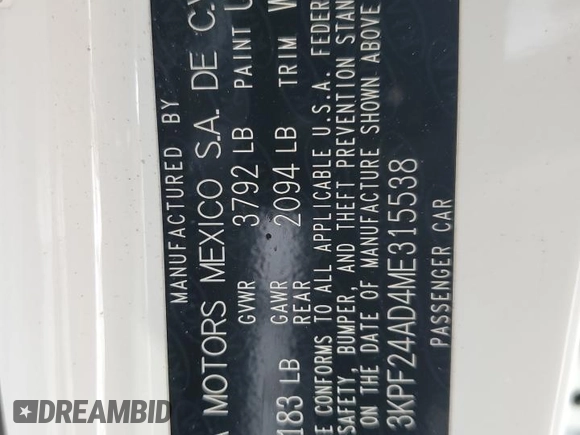 MANUFACTURED BY
A MOTORS MEXICO S.A. DE C.V
GVWR 3792 LB PAINT U
183 LB GAWR REAR 2094 LB TRIM W
E CONFORMS TO ALL APPLICABLE U.S.A. FEDER
SAFETY, BUMPER, AND THEFT PREVENTION STAN
ON THE DATE OF MANUFACTURE SHOWN ABOVE
3KPF24AD4ME315538
PASSENGER CAR
DREAMBID